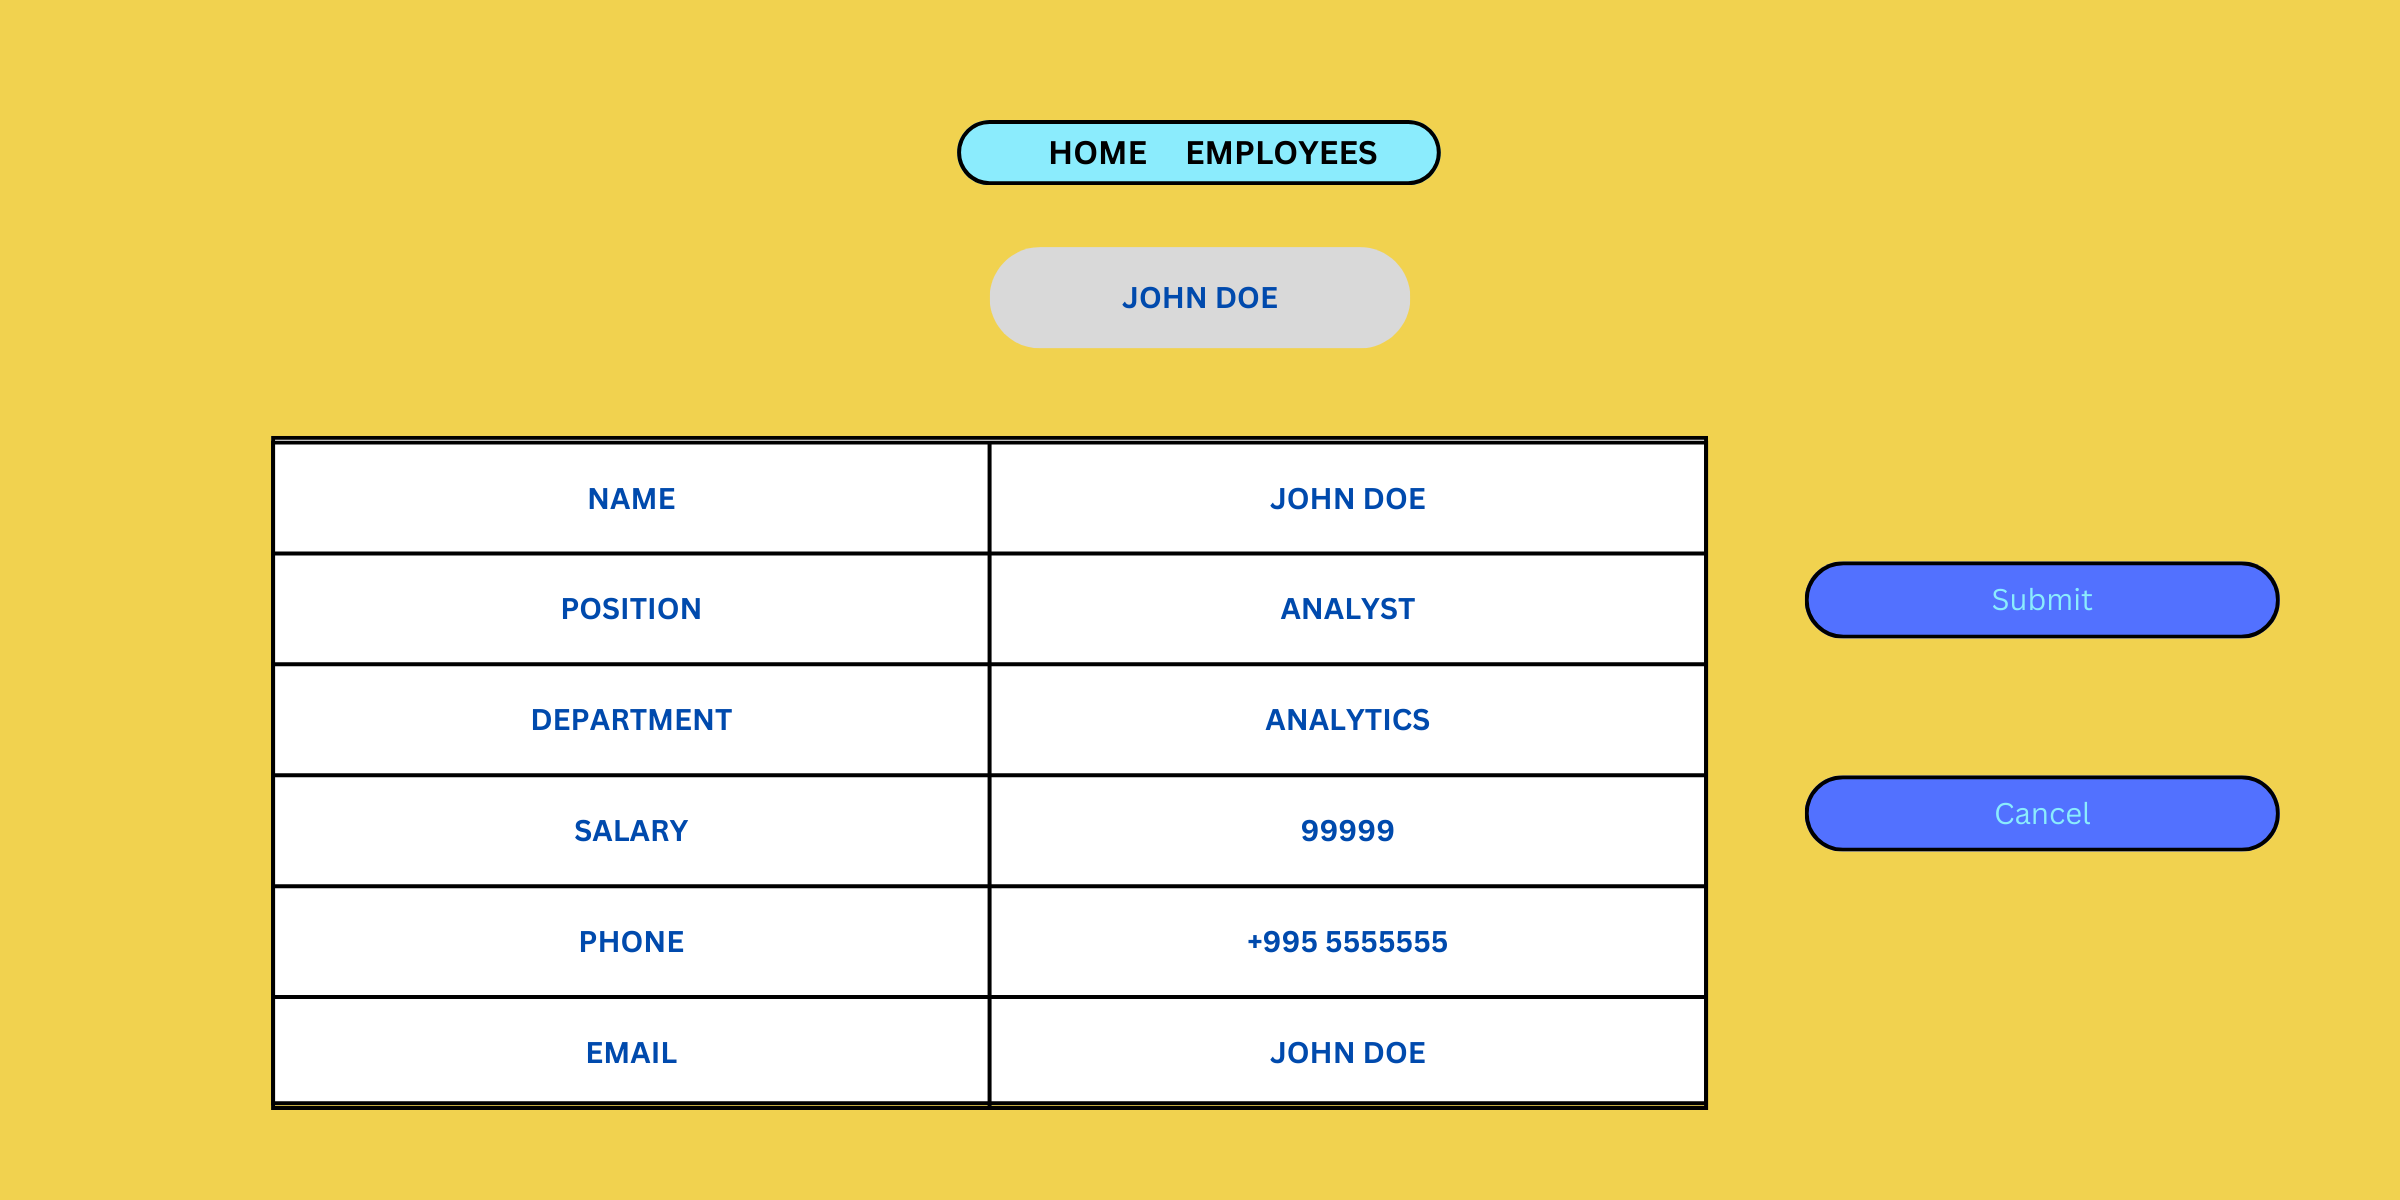 HOME EMPLOYEES
JOHN DOE
NAME JOHN DOE
POSITION ANALYST
DEPARTMENT ANALYTICS
SALARY 99999
PHONE +995 5555555
EMAIL JOHN DOE
Submit
Cancel